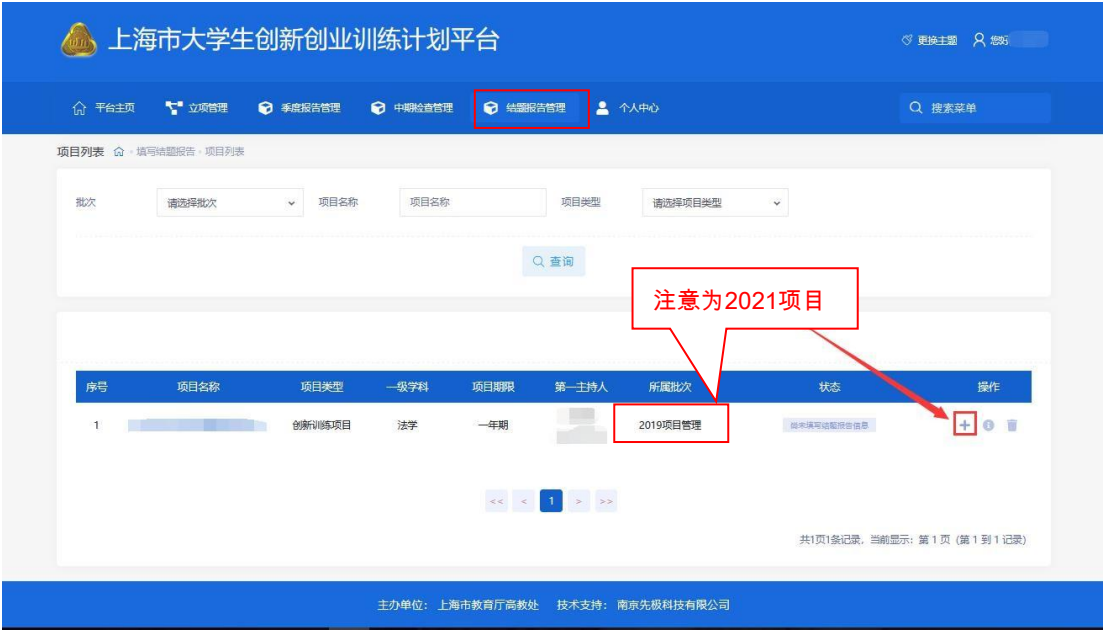 上海市大学生创新创业训练计划平台
更换主题 您好
平台主页 立项管理 季度报告管理 中期检查管理 结题报告管理 个人中心 搜索菜单
项目列表 填写结题报告 项目列表
批次 请选择批次 项目名称 项目名称 项目类型 请选择项目类型
查询
注意为2021项目
序号 项目名称 项目类型 一级学科 项目期限 第一主持人 所属批次 状态 操作
1 创新训练项目 法学 一年期 2019项目管理 尚未填写结题报告信息
<< < 1 > >>
共1页1条记录, 当前显示: 第 1 页 (第 1 到 1 记录)
主办单位: 上海市教育厅高教处 技术支持: 南京先极科技有限公司